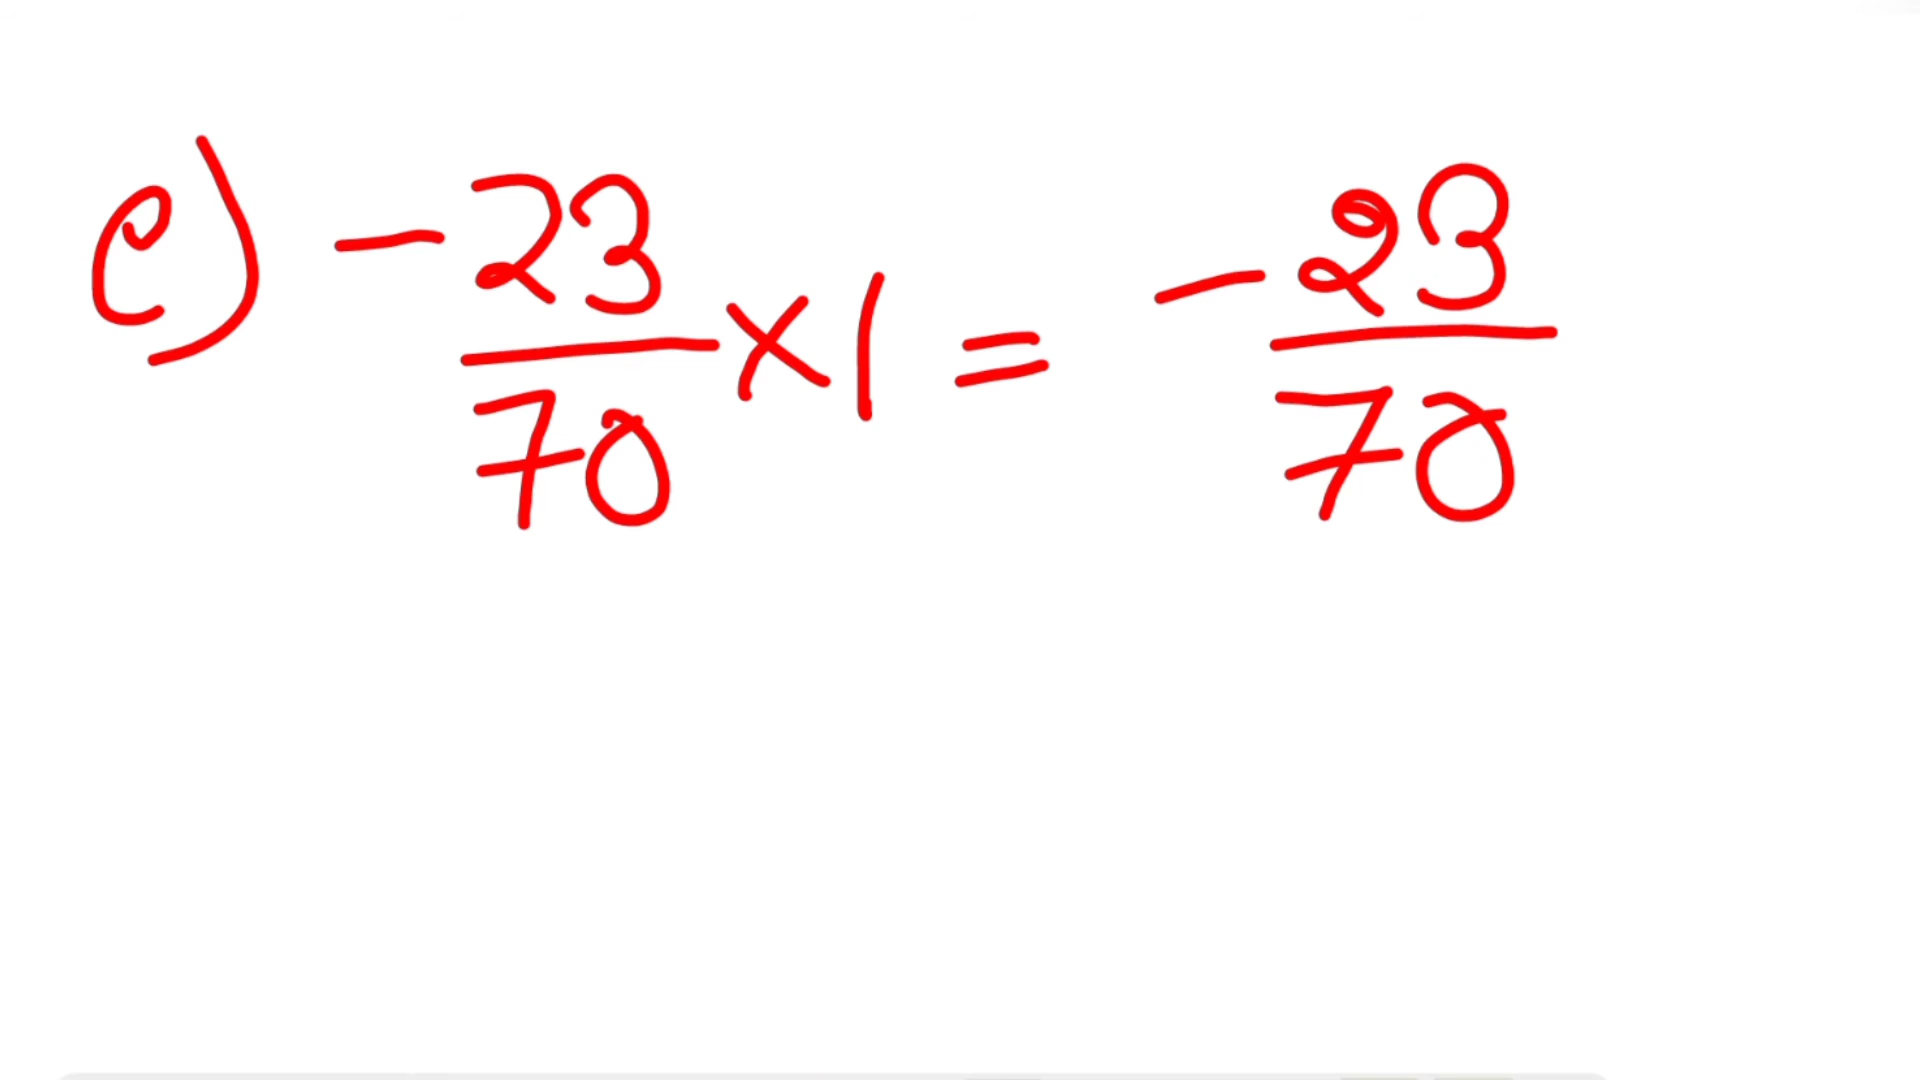 e) -23/70 × 1 = -23/70